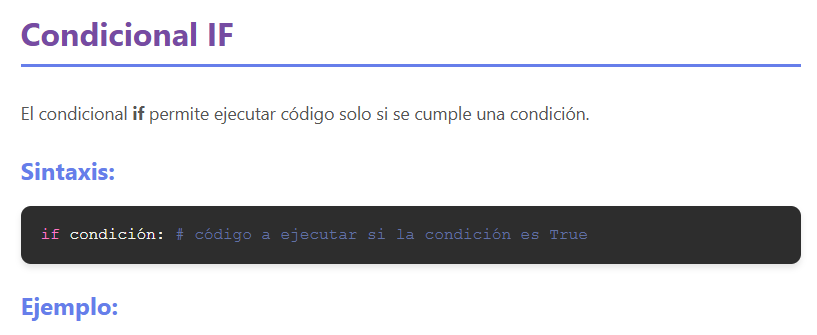 Condicional IF
El condicional if permite ejecutar código solo si se cumple una condición.
Sintaxis:
if condición: # código a ejecutar si la condición es True
Ejemplo: